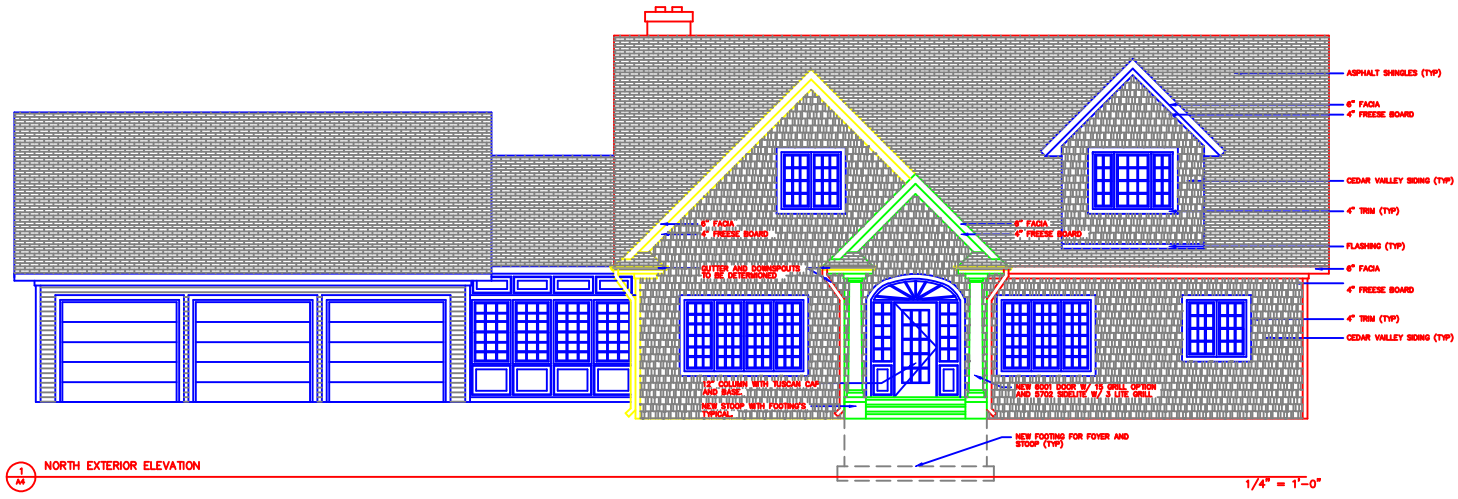 ASPHALT SHINGLES (TYP)
6" FACIA
4" FREESE BOARD
CEDAR VAILLEY SIDING (TYP)
4" TRIM (TYP)
FLASHING (TYP)
6" FACIA
4" FREESE BOARD
4" TRIM (TYP)
CEDAR VAILLEY SIDING (TYP)
6" FACIA
4" FREESE BOARD
6" FACIA
4" FREESE BOARD
GUTTER AND DOWNSPOUTS
TO BE DETERMIONED
12" COLUMN WITH TUSCAN CAP
AND BASE.
NEW STOOP WITH FOOTING'S
TYPICAL.
NEW 6001 DOOR W/ 15 GRILL OPTION
AND 5702 SIDELITE W/ 3 LITE GRILL
NEW FOOTING FOR FOYER AND
STOOP (TYP)
1
A4
NORTH EXTERIOR ELEVATION
1/4" = 1'-0"